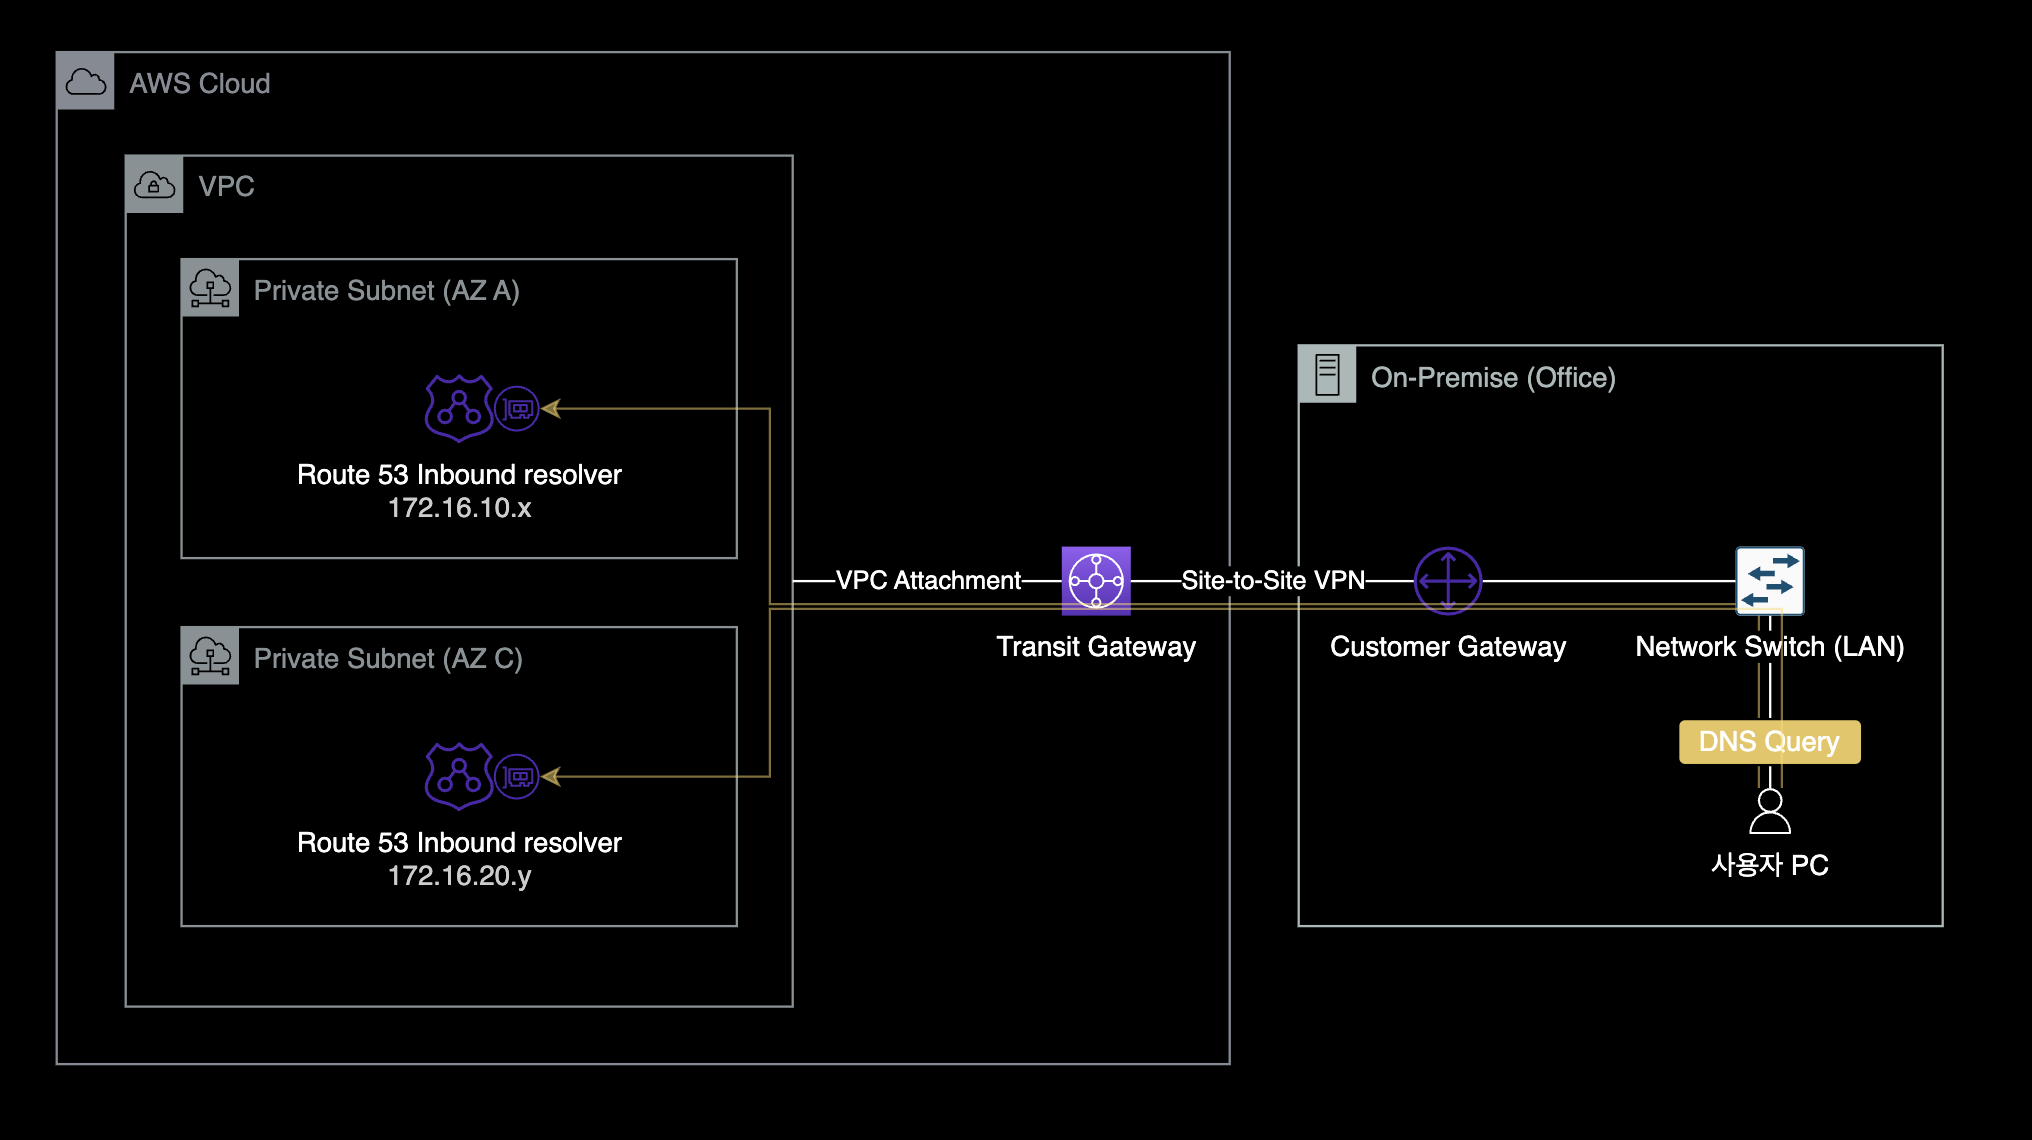 AWS Cloud
VPC
Private Subnet (AZ A)
Route 53 Inbound resolver
172.16.10.x
Private Subnet (AZ C)
Route 53 Inbound resolver
172.16.20.y
VPC Attachment
Transit Gateway
Site-to-Site VPN
On-Premise (Office)
Customer Gateway
Network Switch (LAN)
DNS Query
사용자 PC